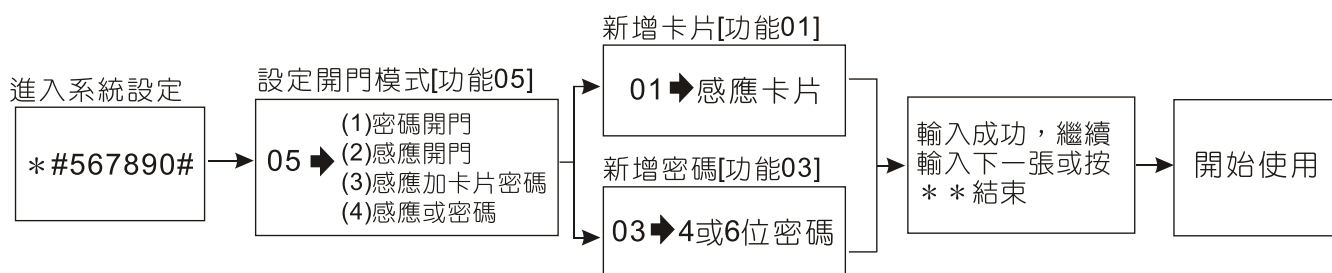 進入系統設定
＊#567890#
設定開門模式[功能05]
05
(1)密碼開門
(2)感應開門
(3)感應加卡片密碼
(4)感應或密碼
新增卡片[功能01]
01➧感應卡片
新增密碼[功能03]
03➧4或6位密碼
輸入成功，繼續
輸入下一張或按
＊＊結束
開始使用